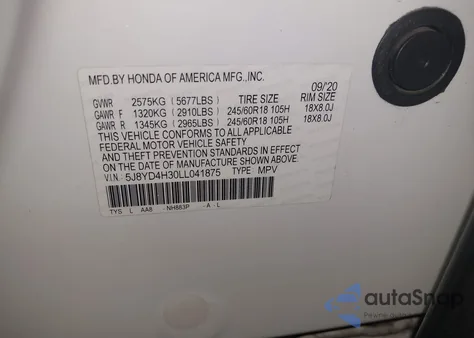 MFD.BY HONDA OF AMERICA MFG.,INC.
09/'20
GVWR 2575KG (5677LBS) TIRE SIZE RIM SIZE
GAWR F 1320KG (2910LBS) 245/60R18 105H 18X8.0J
GAWR R 1345KG (2965LBS) 245/60R18 105H 18X8.0J
THIS VEHICLE CONFORMS TO ALL APPLICABLE
FEDERAL MOTOR VEHICLE SAFETY
AND THEFT PREVENTION STANDARDS IN EFFECT
ON THE DATE OF MANUFACTURE SHOWN ABOVE.
V.I.N: 5J8YD4H30LL041875 TYPE: MPV
TYS L AA8 - NH883P - A - L
autoSnap